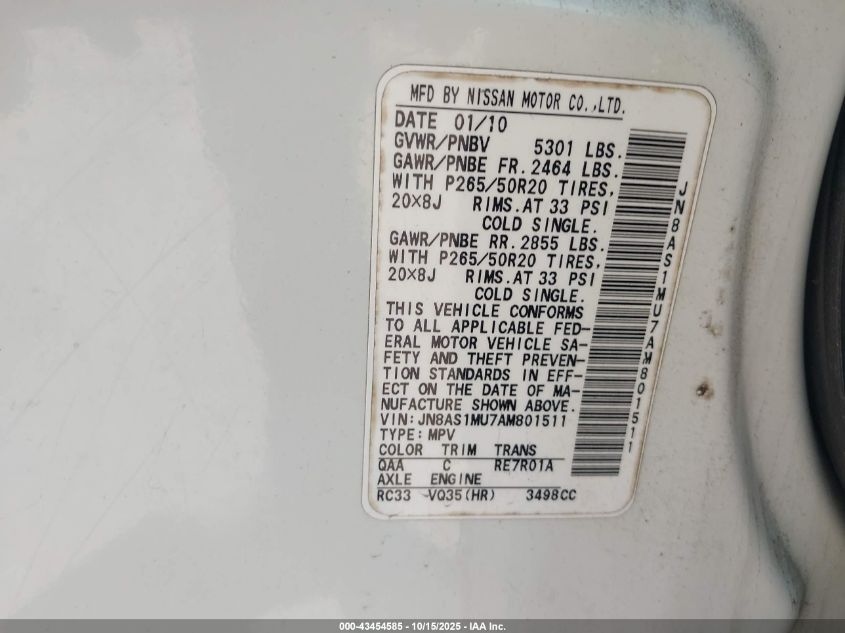 MFD BY NISSAN MOTOR CO.,LTD.
DATE 01/10
GVWR/PNBV 5301 LBS.
GAWR/PNBE FR. 2464 LBS.
WITH P265/50R20 TIRES,
20×8J RIMS. AT 33 PSI
COLD SINGLE.
GAWR/PNBE RR. 2855 LBS.
WITH P265/50R20 TIRES,
20×8J RIMS. AT 33 PSI
COLD SINGLE.
THIS VEHICLE CONFORMS
TO ALL APPLICABLE FED-
ERAL MOTOR VEHICLE SA-
FETY AND THEFT PREVEN-
TION STANDARDS IN EFF-
ECT ON THE DATE OF MA-
NUFACTURE SHOWN ABOVE.
VIN:JN8AS1MU7AM801511
TYPE:MPV
COLOR TRIM TRANS
QAA C RE7R01A
AXLE ENGINE
RC33 VQ35(HR) 3498CC
JN8AS1MU7AM801511
000-43454585 - 10/15/2025 - IAA Inc.